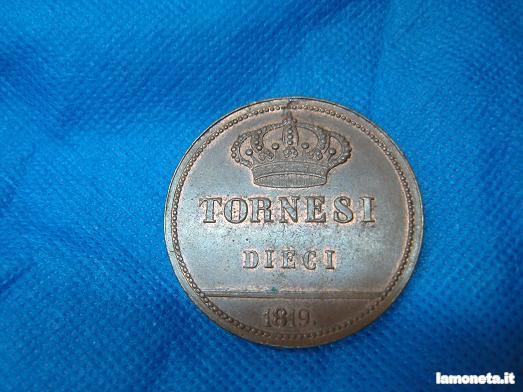 TORNESI
DIECI
1819.
lamoneta.it